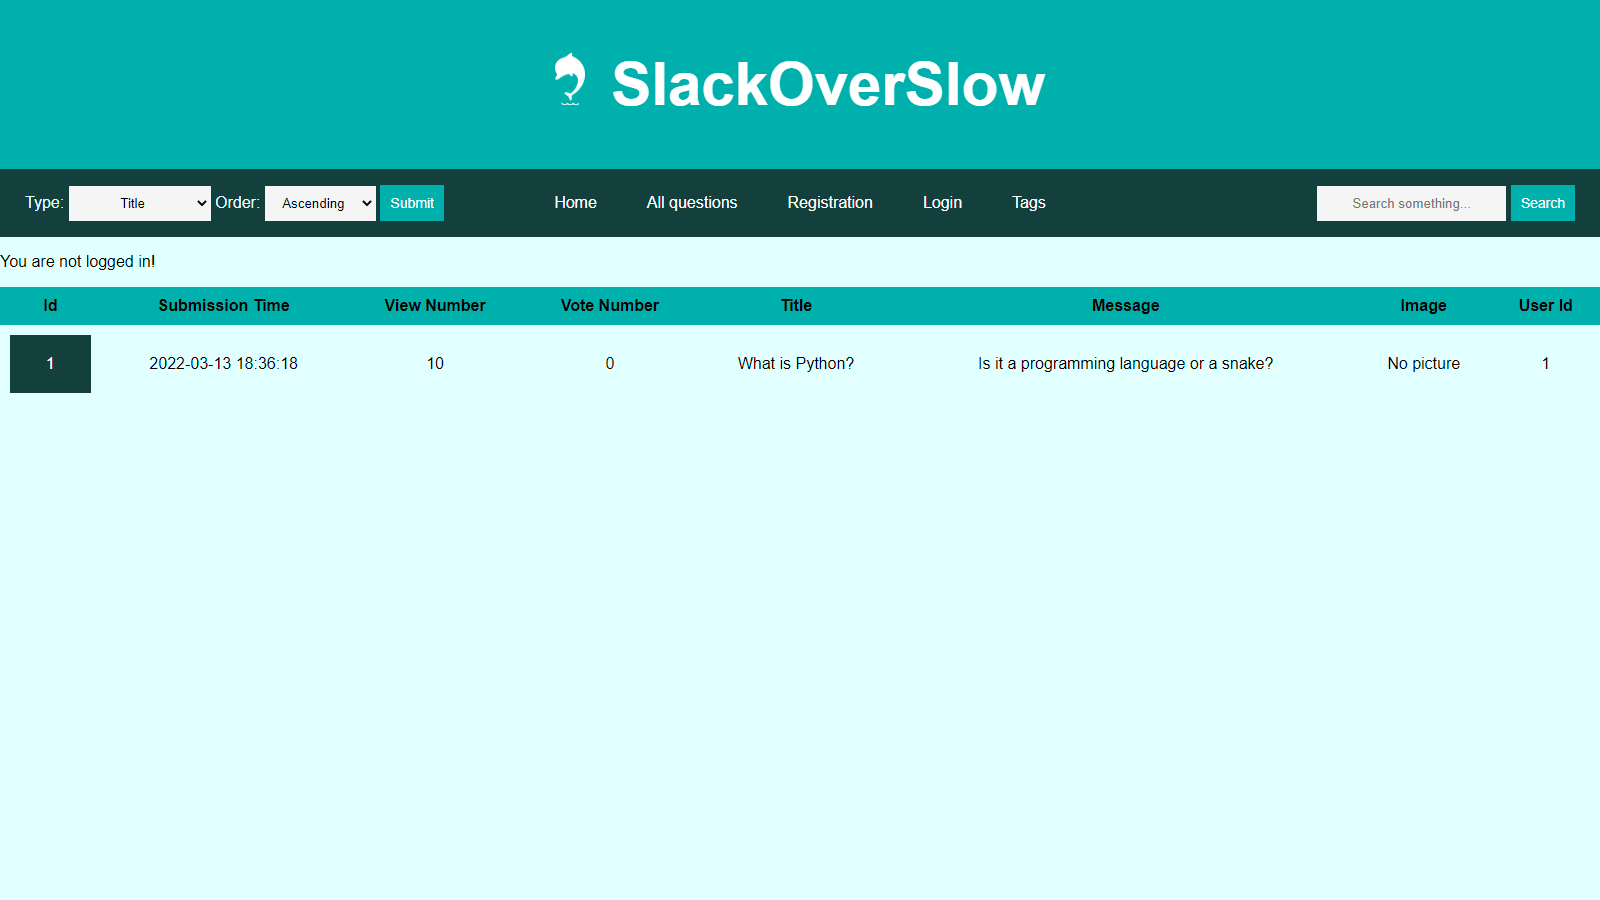 SlackOverSlow
Type: Title Order: Ascending Submit Home All questions Registration Login Tags Search something... Search
You are not logged in!
Id Submission Time View Number Vote Number Title Message Image User Id
1 2022-03-13 18:36:18 10 0 What is Python? Is it a programming language or a snake? No picture 1